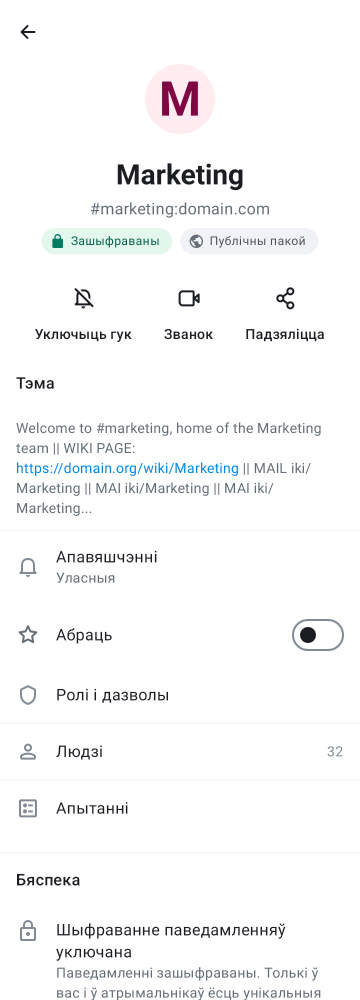 M
Marketing
#marketing:domain.com
Зашыфраваны
Публічны пакой
Уключыць гук
Званок
Падзяліцца
Тэма
Welcome to #marketing, home of the Marketing
team || WIKI PAGE:
https://domain.org/wiki/Marketing || MAIL iki/
Marketing || MAI iki/Marketing || MAI iki/
Marketing...
Апавяшчэнні
Уласныя
Абраць
Ролі і дазволы
Людзі
32
Апытанні
Бяспека
Шыфраванне паведамленняў
уключана
Паведамленні зашыфраваны. Толькі ў
вас і ў атрымальнікаў ёсць унікальныя